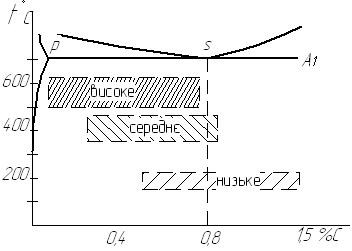 t°C
P
S
A1
600
високе
400
середнє
200
низьке
0,4
0,8
1,5 %C